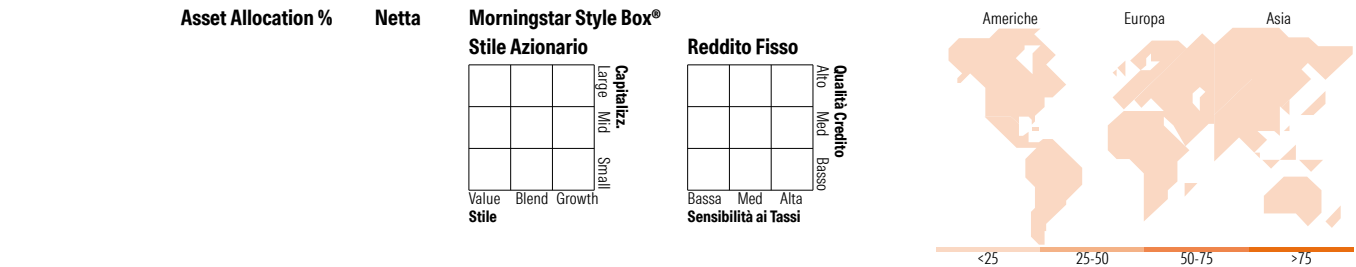 Asset Allocation % Netta
Morningstar Style Box®
Stile Azionario
Large Mid Small
Capitalizz.
Value Blend Growth
Stile
Reddito Fisso
Alto Med Basso
Qualità Credito
Bassa Med Alta
Sensibilità ai Tassi
Americhe Europa Asia
<25 25-50 50-75 >75